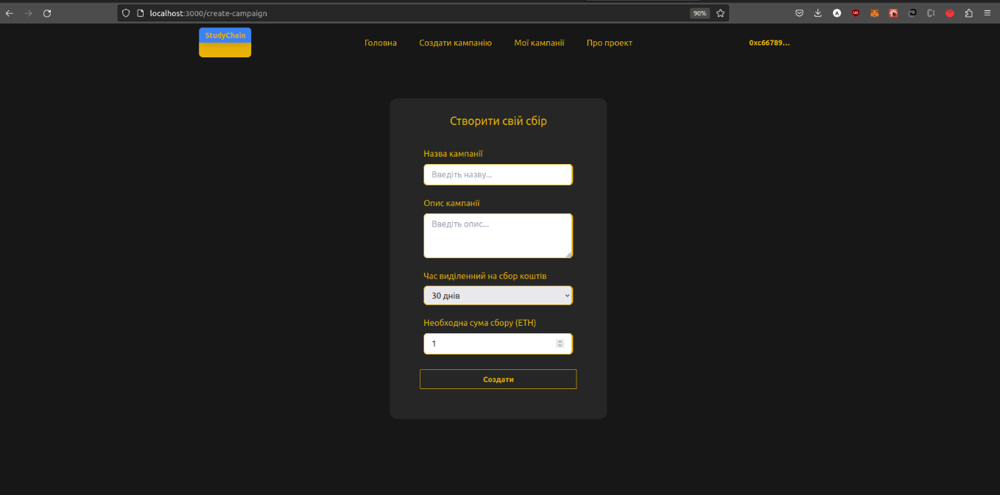 localhost:3000/create-campaign
90%
StudyChain
Головна
Создати кампанію
Мої кампанії
Про проект
0xc66789...
Створити свій сбір
Назва кампанії
Введіть назву...
Опис кампанії
Введіть опис...
Час виділенний на сбор коштів
30 днів
Необходна сума сбору (ETH)
1
Создати